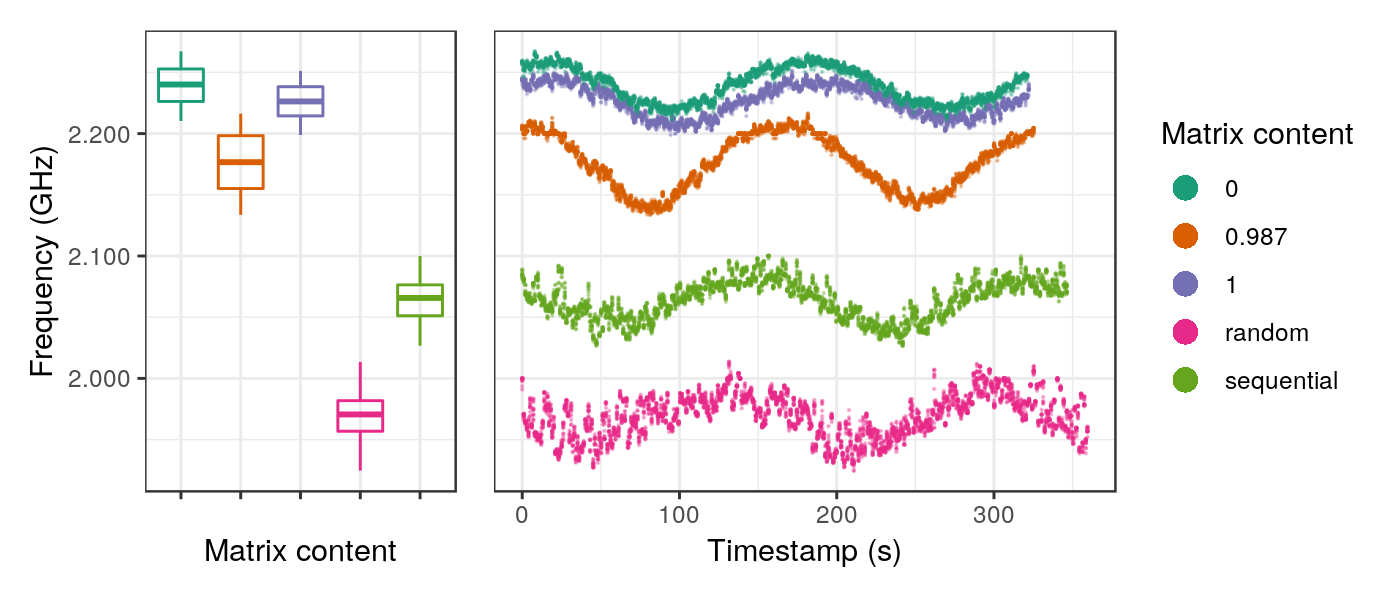 Frequency (GHz)
2.200
2.100
2.000
Matrix content
0
100
200
300
Timestamp (s)
Matrix content
0
0.987
1
random
sequential